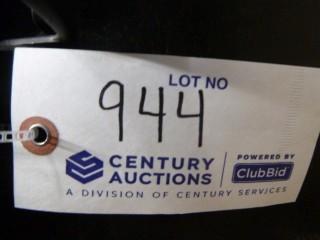 LOT NO
944
CENTURY AUCTIONS
POWERED BY
ClubBid
A DIVISION OF CENTURY SERVICES